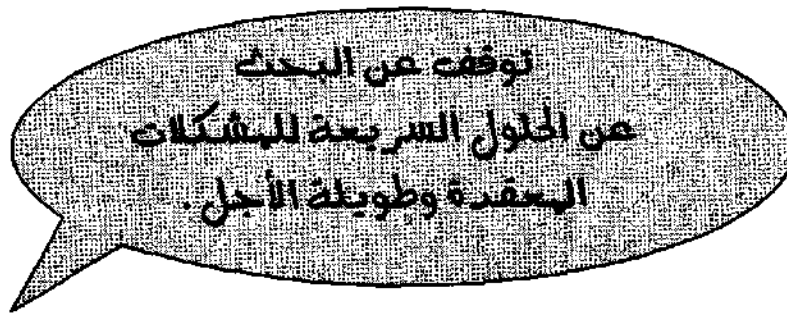 توقف عن البحث
عن الحلول السريعة للمشكلات
المعقدة وطويلة الأجل .